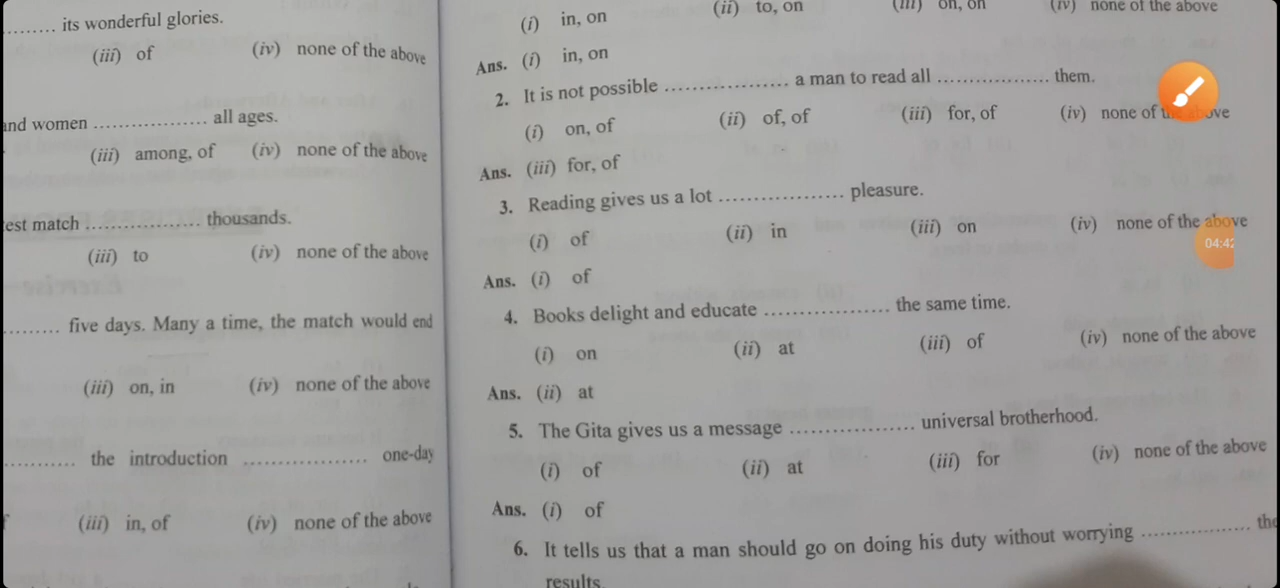 ............ its wonderful glories.
(iii) of (iv) none of the above
and women .................... all ages.
(iii) among, of (iv) none of the above
test match .................... thousands.
(iii) to (iv) none of the above
............ five days. Many a time, the match would end
(iii) on, in (iv) none of the above
............ the introduction .................... one-day
(iii) in, of (iv) none of the above
(i) in, on (ii) to, on (iii) on, on (iv) none of the above
Ans. (i) in, on
2. It is not possible .................... a man to read all .................... them.
(i) on, of (ii) of, of (iii) for, of (iv) none of the above
Ans. (iii) for, of
3. Reading gives us a lot .................... pleasure.
(i) of (ii) in (iii) on (iv) none of the above
04:42
Ans. (i) of
4. Books delight and educate .................... the same time.
(i) on (ii) at (iii) of (iv) none of the above
Ans. (ii) at
5. The Gita gives us a message .................... universal brotherhood.
(i) of (ii) at (iii) for (iv) none of the above
Ans. (i) of
6. It tells us that a man should go on doing his duty without worrying .................... the
results.